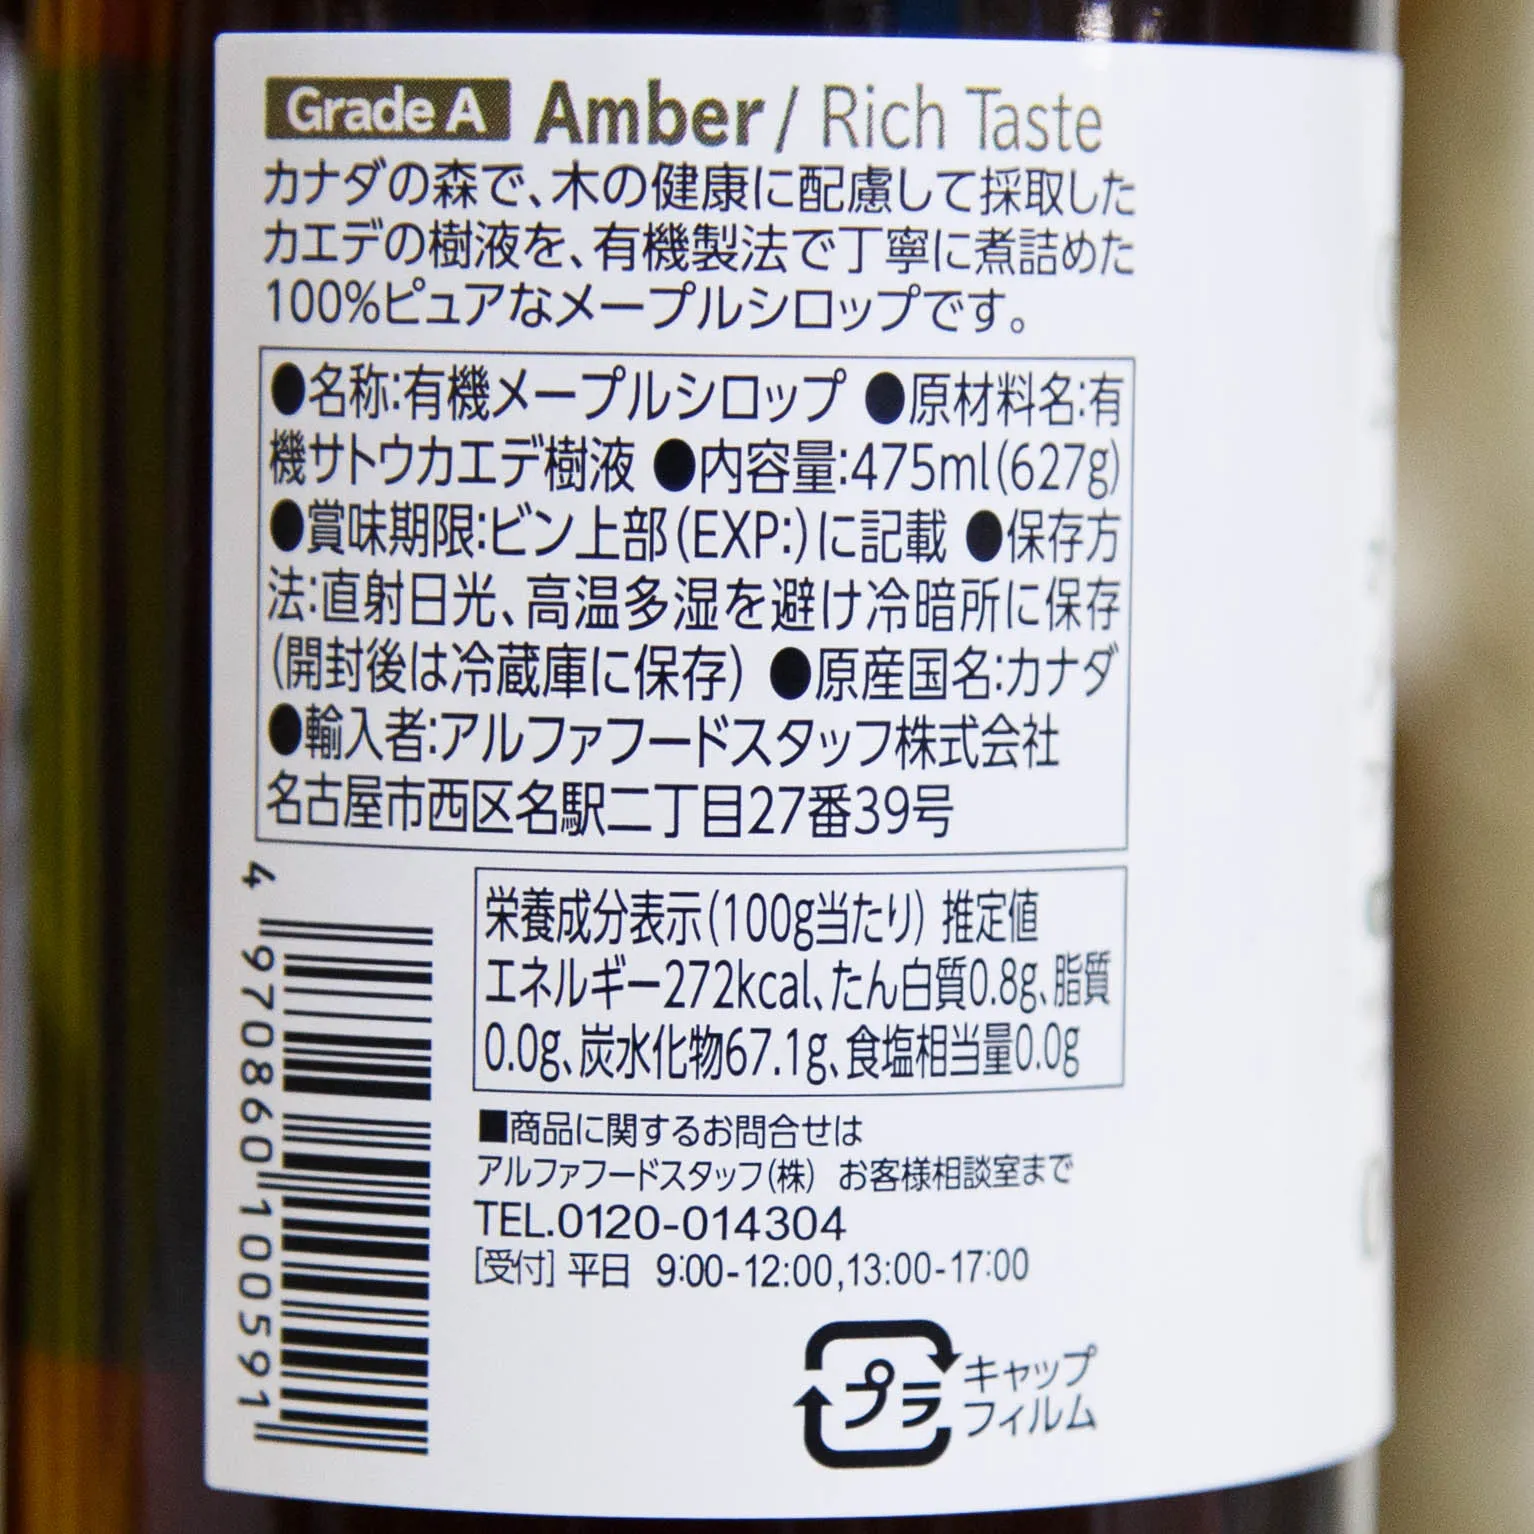 Grade A Amber / Rich Taste
カナダの森で、木の健康に配慮して採取した
カエデの樹液を、有機製法で丁寧に煮詰めた
100%ピュアなメープルシロップです。
●名称:有機メープルシロップ ●原材料名:有
機サトウカエデ樹液 ●内容量:475ml(627g)
●賞味期限:ビン上部(EXP:)に記載 ●保存方
法:直射日光、高温多湿を避け冷暗所に保存
(開封後は冷蔵庫に保存) ●原産国名:カナダ
●輸入者:アルファフードスタッフ株式会社
名古屋市西区名駅二丁目27番39号
栄養成分表示(100g当たり) 推定値
エネルギー272kcal、たん白質0.8g、脂質
0.0g、炭水化物67.1g、食塩相当量0.0g
■商品に関するお問合せは
アルファフードスタッフ(株) お客様相談室まで
TEL.0120-014304
[受付] 平日 9:00-12:00,13:00-17:00
プラ
キャップ
フィルム
4970860100591